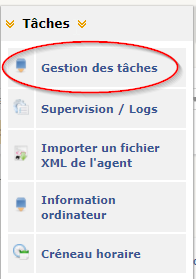 Tâches
Gestion des tâches
Supervision / Logs
Importer un fichier
XML de l'agent
Information
ordinateur
Créneau horaire